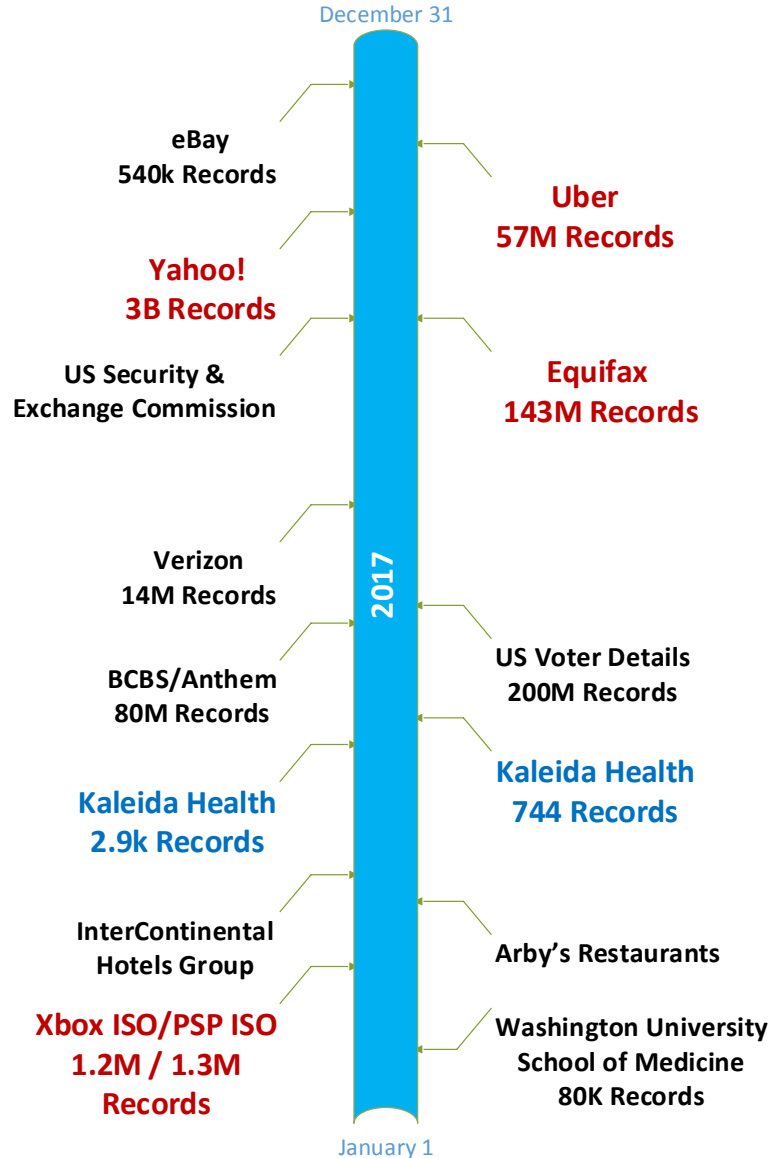 December 31
eBay
540k Records
Uber
57M Records
Yahoo!
3B Records
US Security &
Exchange Commission
Equifax
143M Records
Verizon
14M Records
2017
US Voter Details
200M Records
BCBS/Anthem
80M Records
Kaleida Health
744 Records
Kaleida Health
2.9k Records
InterContinental
Hotels Group
Arby’s Restaurants
Xbox ISO/PSP ISO
1.2M / 1.3M
Records
Washington University
School of Medicine
80K Records
January 1